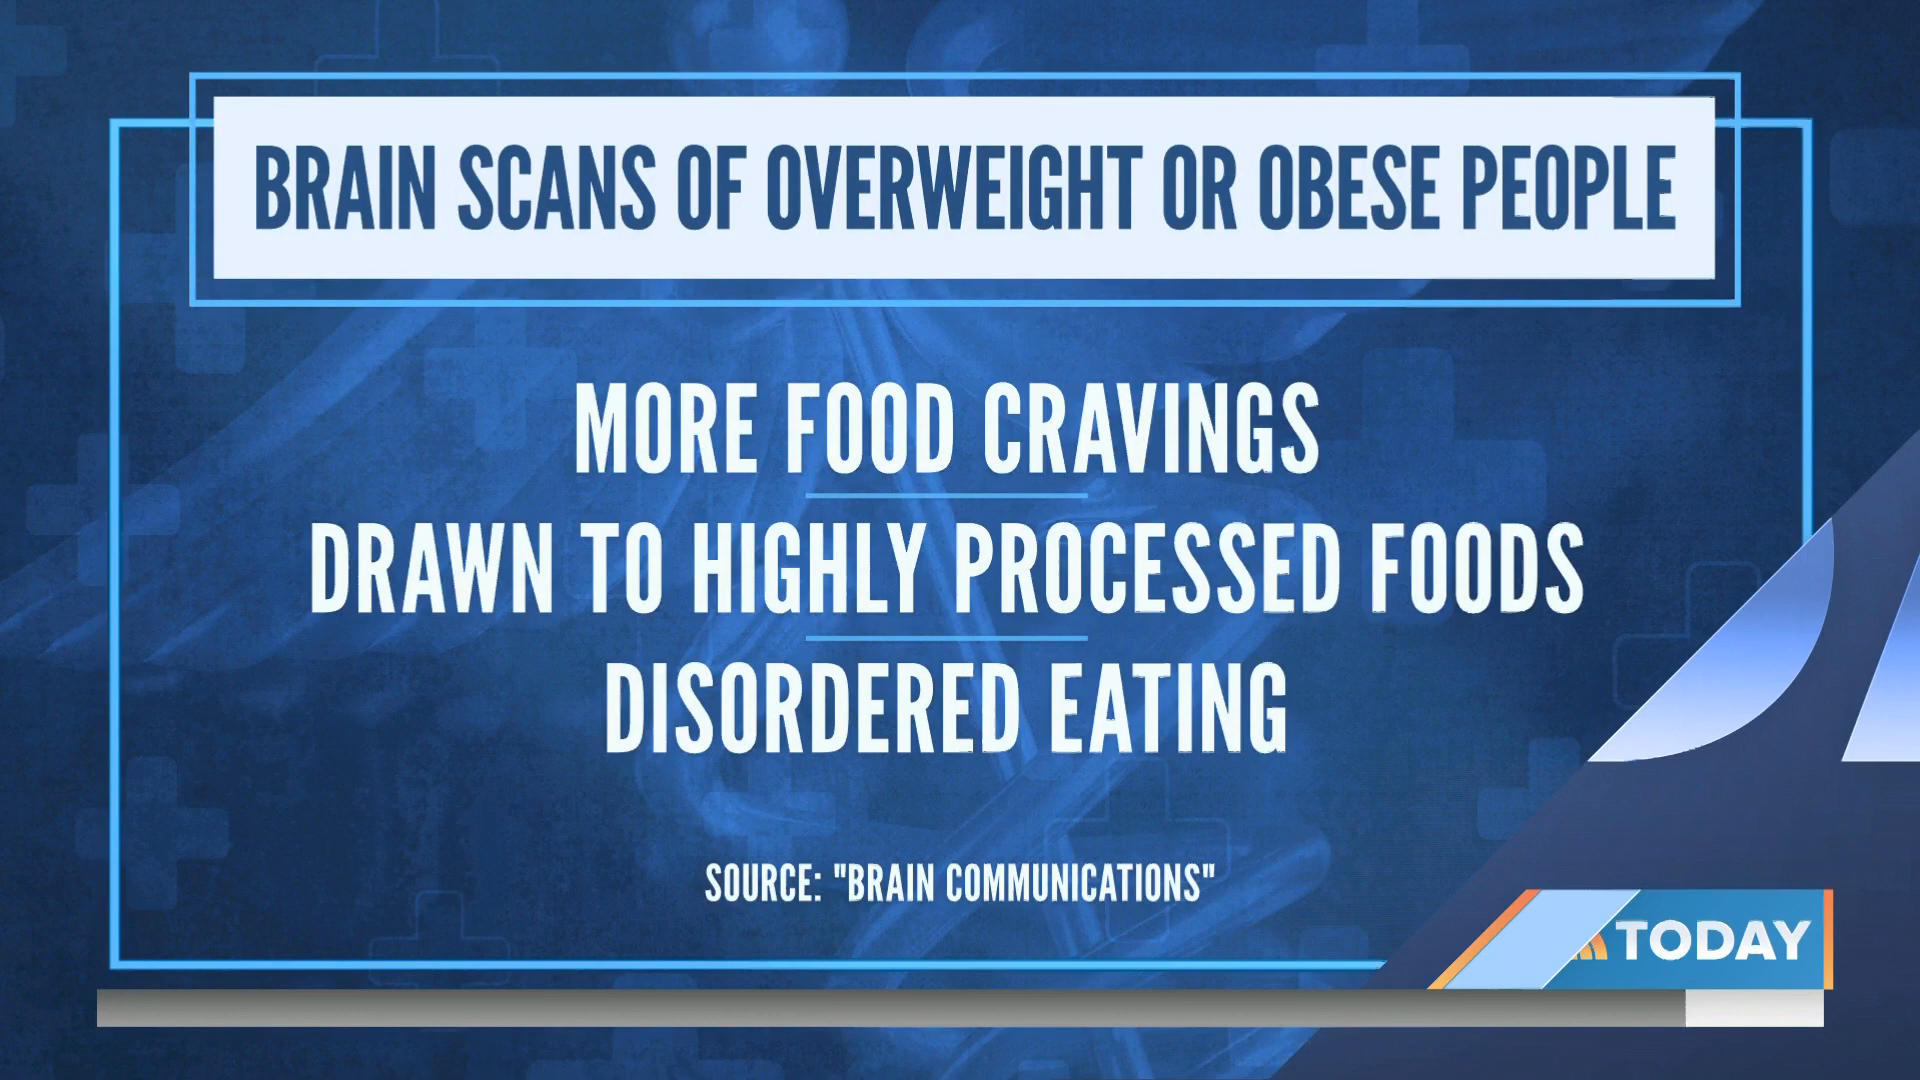 BRAIN SCANS OF OVERWEIGHT OR OBESE PEOPLE
MORE FOOD CRAVINGS
DRAWN TO HIGHLY PROCESSED FOODS
DISORDERED EATING
SOURCE: "BRAIN COMMUNICATIONS"
TODAY